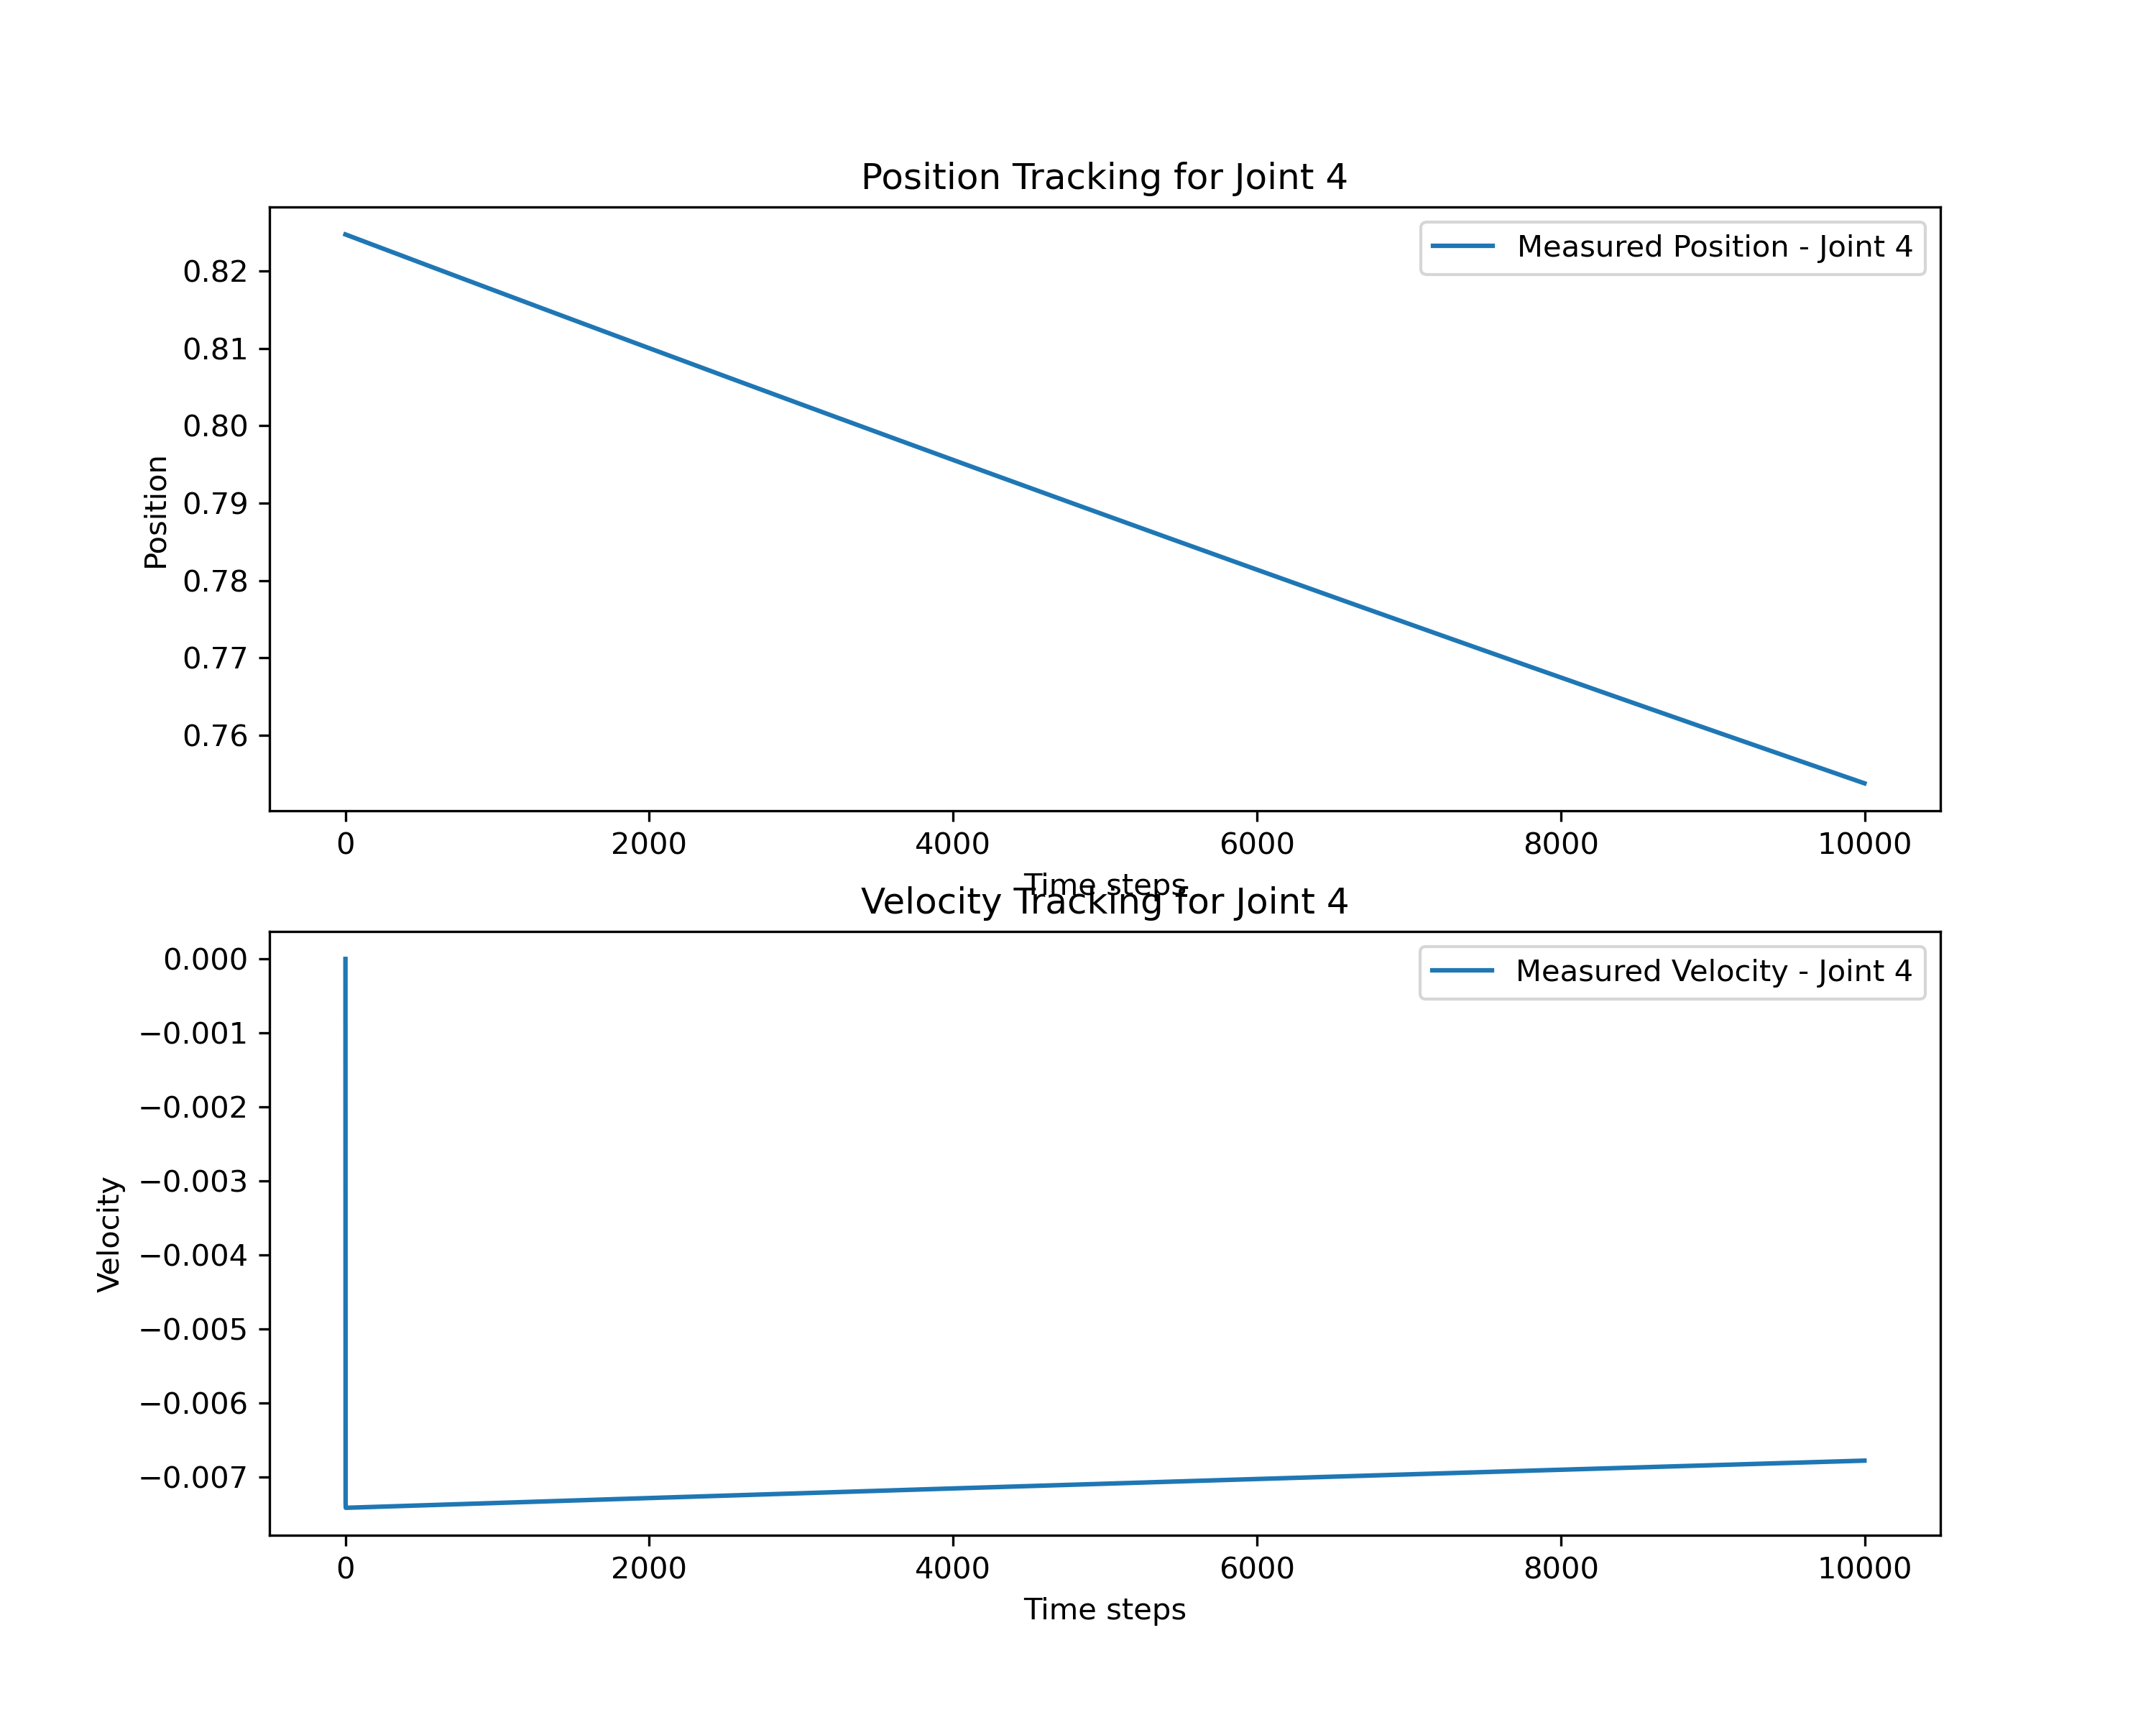 Position Tracking for Joint 4
Measured Position - Joint 4
Position
0.82
0.81
0.80
0.79
0.78
0.77
0.76
0 2000 4000 6000 8000 10000
Time steps
Velocity Tracking for Joint 4
Measured Velocity - Joint 4
Velocity
0.000
−0.001
−0.002
−0.003
−0.004
−0.005
−0.006
−0.007
0 2000 4000 6000 8000 10000
Time steps